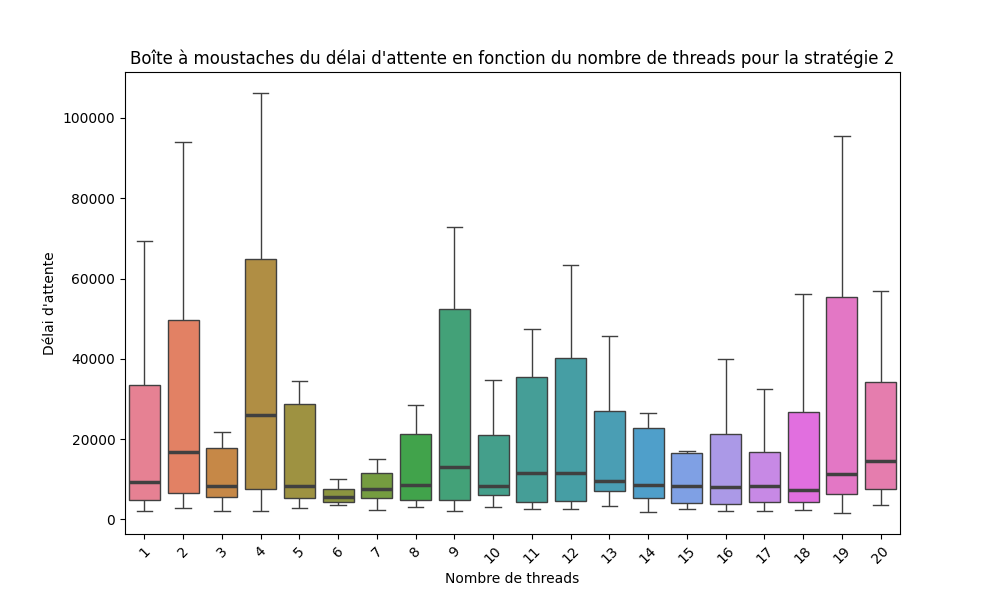 Boîte à moustaches du délai d'attente en fonction du nombre de threads pour la stratégie 2
100000
80000
60000
40000
20000
0
Délai d'attente
1 2 3 4 5 6 7 8 9 10 11 12 13 14 15 16 17 18 19 20
Nombre de threads